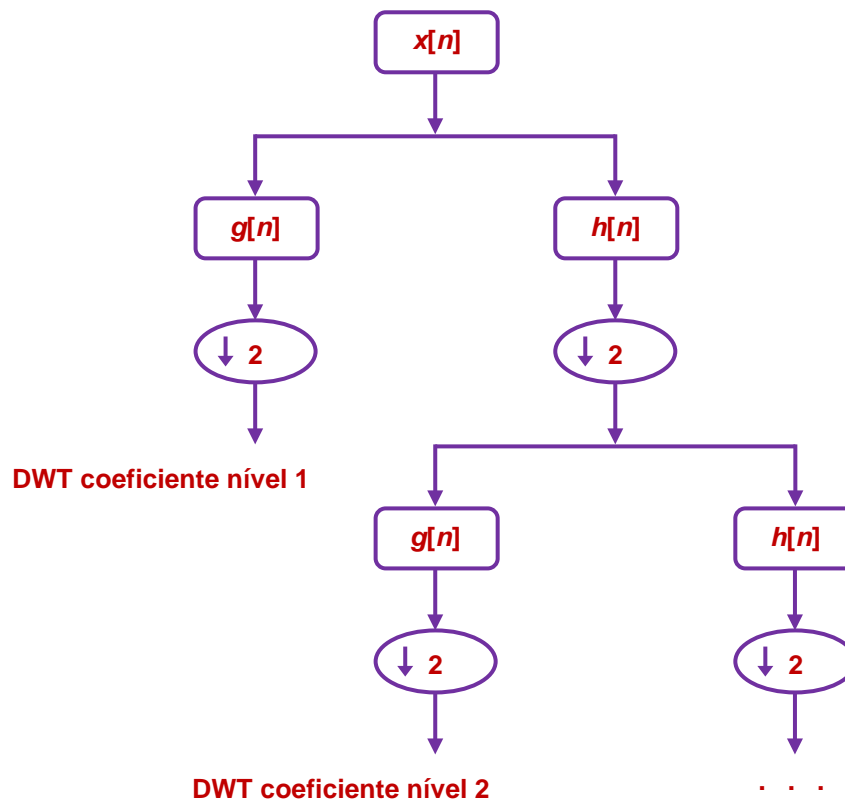 x[n]
g[n] h[n]
2 2
DWT coeficiente nível 1
g[n] h[n]
2 2
DWT coeficiente nível 2 . . .